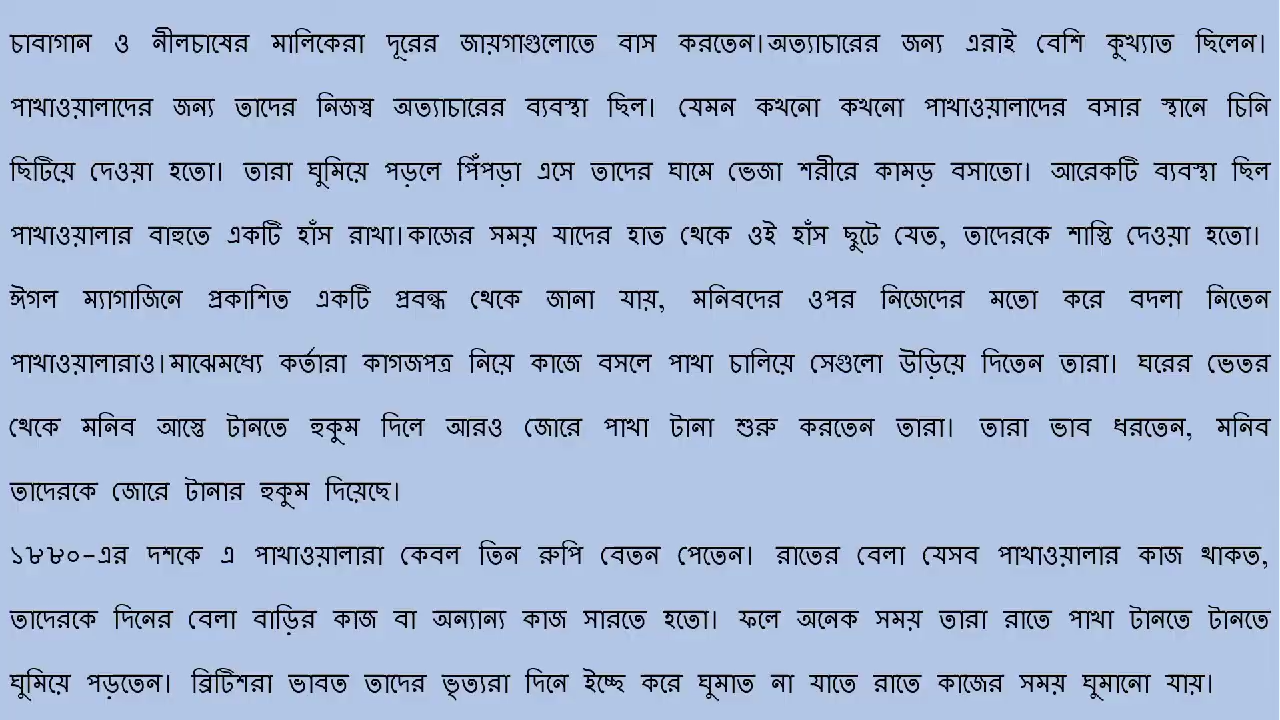 চাবাগান ও নীলচাষের মালিকেরা দূরের জায়গাগুলোতে বাস করতেন।অত্যাচারের জন্য এরাই বেশি কুখ্যাত ছিলেন।
পাখাওয়ালাদের জন্য তাদের নিজস্ব অত্যাচারের ব্যবস্থা ছিল। যেমন কখনো কখনো পাখাওয়ালাদের বসার স্থানে চিনি
ছিটিয়ে দেওয়া হতো। তারা ঘুমিয়ে পড়লে পিঁপড়া এসে তাদের ঘামে ভেজা শরীরে কামড় বসাতো। আরেকটি ব্যবস্থা ছিল
পাখাওয়ালার বাহুতে একটি হাঁস রাখা।কাজের সময় যাদের হাত থেকে ওই হাঁস ছুটে যেত, তাদেরকে শাস্তি দেওয়া হতো।
ঈগল ম্যাগাজিনে প্রকাশিত একটি প্রবন্ধ থেকে জানা যায়, মনিবদের ওপর নিজেদের মতো করে বদলা নিতেন
পাখাওয়ালারাও।মাঝেমধ্যে কর্তারা কাগজপত্র নিয়ে কাজে বসলে পাখা চালিয়ে সেগুলো উড়িয়ে দিতেন তারা। ঘরের ভেতর
থেকে মনিব আস্তে টানতে হুকুম দিলে আরও জোরে পাখা টানা শুরু করতেন তারা। তারা ভাব ধরতেন, মনিব
তাদেরকে জোরে টানার হুকুম দিয়েছে।
১৮৮০-এর দশকে এ পাখাওয়ালারা কেবল তিন রুপি বেতন পেতেন। রাতের বেলা যেসব পাখাওয়ালার কাজ থাকত,
তাদেরকে দিনের বেলা বাড়ির কাজ বা অন্যান্য কাজ সারতে হতো। ফলে অনেক সময় তারা রাতে পাখা টানতে টানতে
ঘুমিয়ে পড়তেন। ব্রিটিশরা ভাবত তাদের ভৃত্যরা দিনে ইচ্ছে করে ঘুমাত না যাতে রাতে কাজের সময় ঘুমানো যায়।